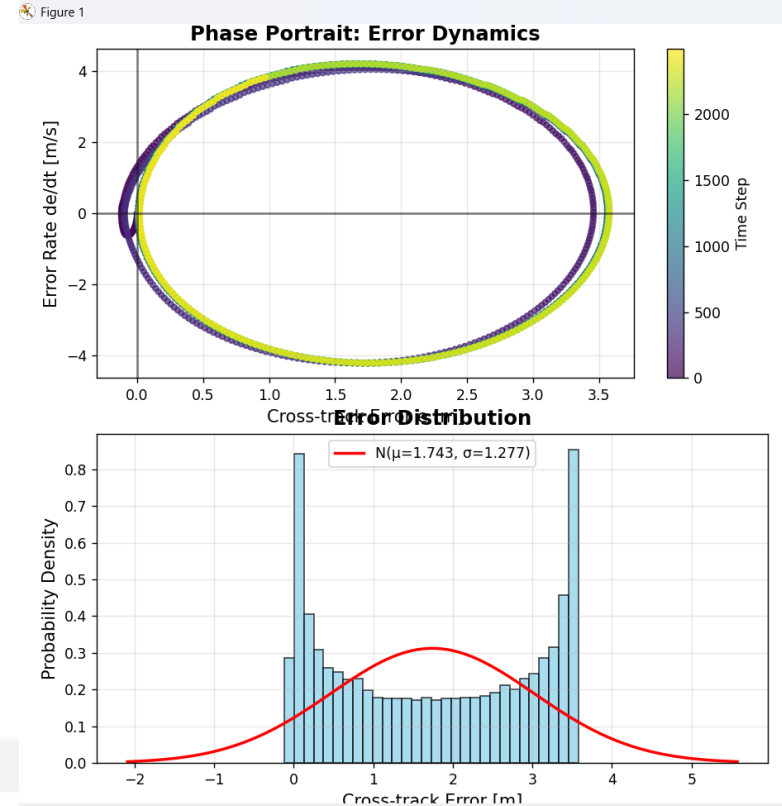 Figure 1
Phase Portrait: Error Dynamics
Error Rate de/dt [m/s]
4
2
0
−2
−4
0.0 0.5 1.0 1.5 2.0 2.5 3.0 3.5
2000
1500
1000
500
0
Time Step
Cross-track Error
Error Distribution
N(μ=1.743, σ=1.277)
Probability Density
0.8
0.7
0.6
0.5
0.4
0.3
0.2
0.1
0.0
−2 −1 0 1 2 3 4 5
Cross-track Error [m]